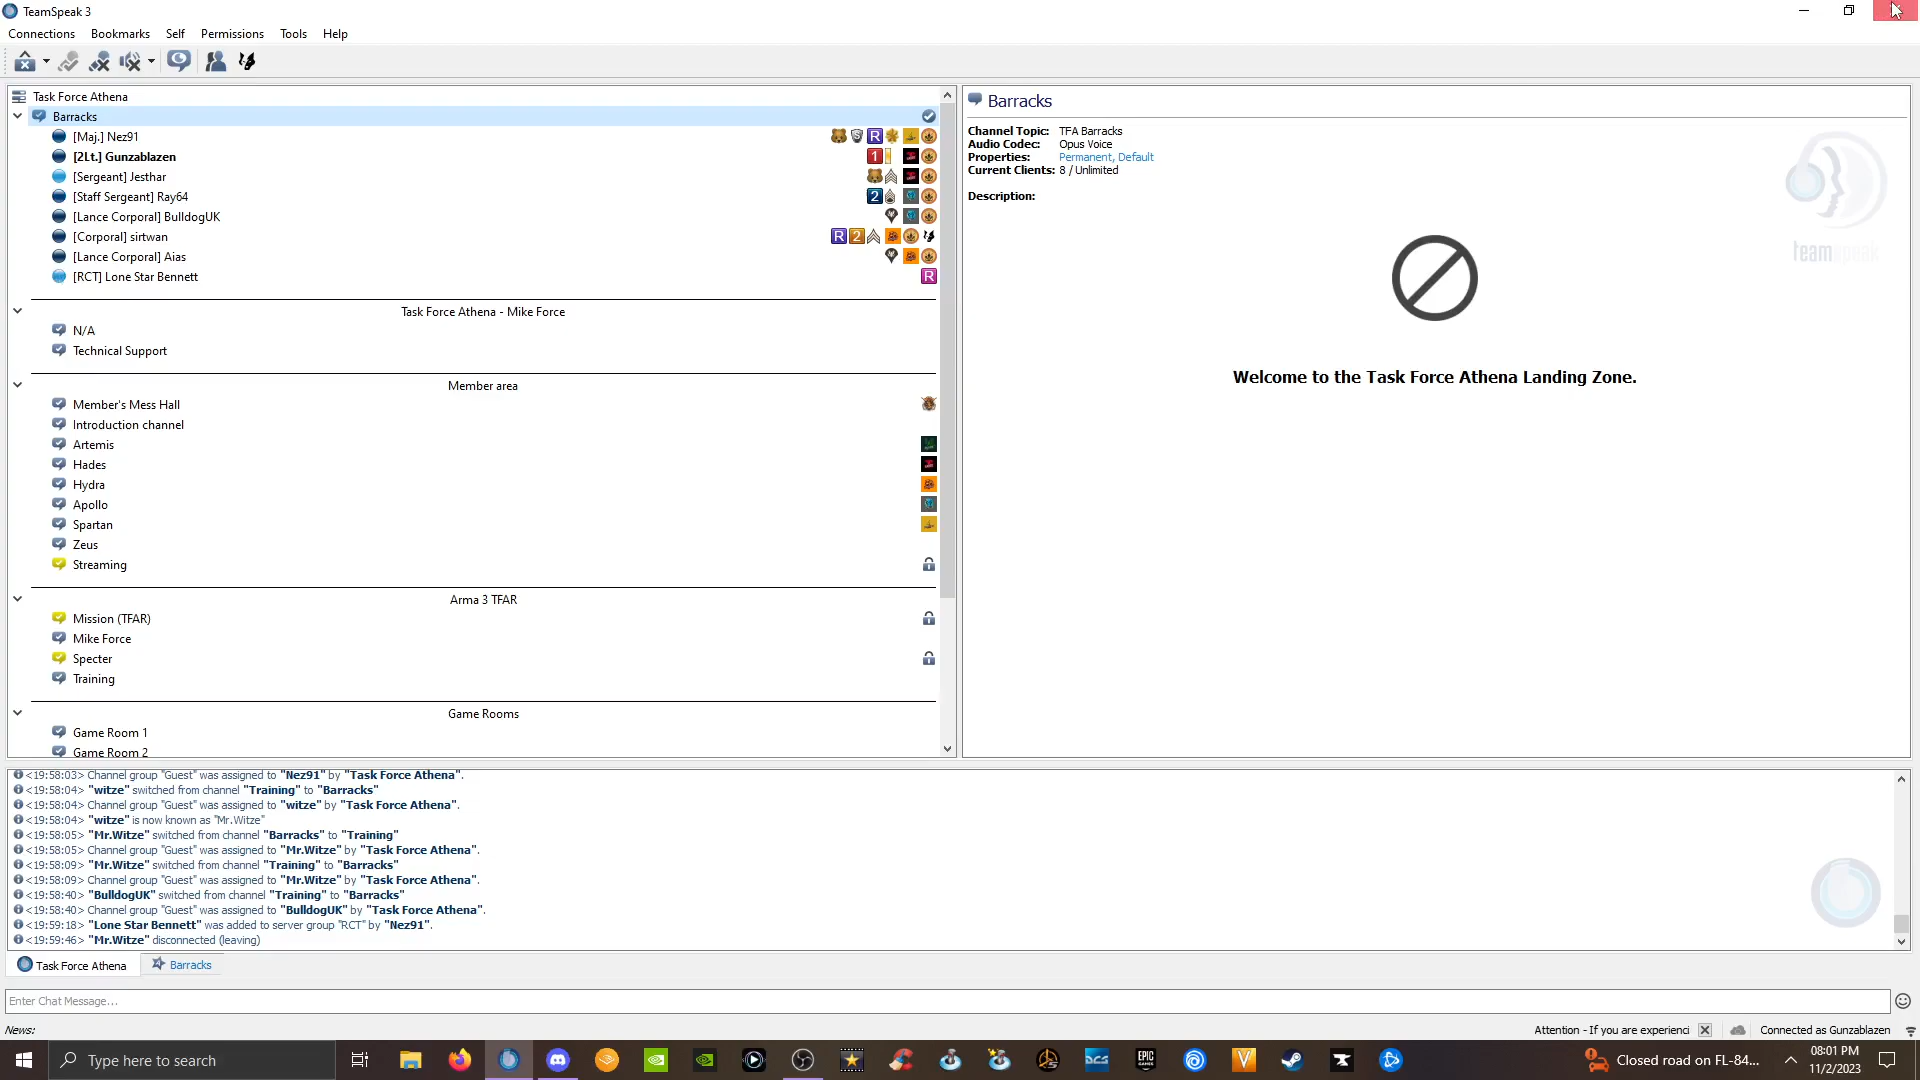 TeamSpeak 3
Connections Bookmarks Self Permissions Tools Help
Task Force Athena
Barracks
[Maj.] Nez91
R
[2Lt.] Gunzablazen
1
[Sergeant] Jesthar
[Staff Sergeant] Ray64
2
[Lance Corporal] BulldogUK
[Corporal] sirtwan
R 2
[Lance Corporal] Aias
[RCT] Lone Star Bennett
R
Task Force Athena - Mike Force
N/A
Technical Support
Member area
Member's Mess Hall
Introduction channel
Artemis
Hades
Hydra
Apollo
Spartan
Zeus
Streaming
Arma 3 TFAR
Mission (TFAR)
Mike Force
Specter
Training
Game Rooms
Game Room 1
Game Room 2
Barracks
Channel Topic: TFA Barracks
Audio Codec: Opus Voice
Properties: Permanent, Default
Current Clients: 8 / Unlimited
Description:
teamspeak
Welcome to the Task Force Athena Landing Zone.
<19:58:03> Channel group "Guest" was assigned to "Nez91" by "Task Force Athena".
<19:58:04> "witze" switched from channel "Training" to "Barracks"
<19:58:04> Channel group "Guest" was assigned to "witze" by "Task Force Athena".
<19:58:04> "witze" is now known as "Mr.Witze"
<19:58:05> "Mr.Witze" switched from channel "Barracks" to "Training"
<19:58:05> Channel group "Guest" was assigned to "Mr.Witze" by "Task Force Athena".
<19:58:09> "Mr.Witze" switched from channel "Training" to "Barracks"
<19:58:09> Channel group "Guest" was assigned to "Mr.Witze" by "Task Force Athena".
<19:58:40> "BulldogUK" switched from channel "Training" to "Barracks"
<19:58:40> Channel group "Guest" was assigned to "BulldogUK" by "Task Force Athena".
<19:59:18> "Lone Star Bennett" was added to server group "RCT" by "Nez91".
<19:59:46> "Mr.Witze" disconnected (leaving)
Task Force Athena Barracks
Enter Chat Message...
News: Attention - If you are experienci Connected as Gunzablazen
Type here to search
DCS
EPIC GAMES
V
Closed road on FL-84...
08:01 PM
11/2/2023